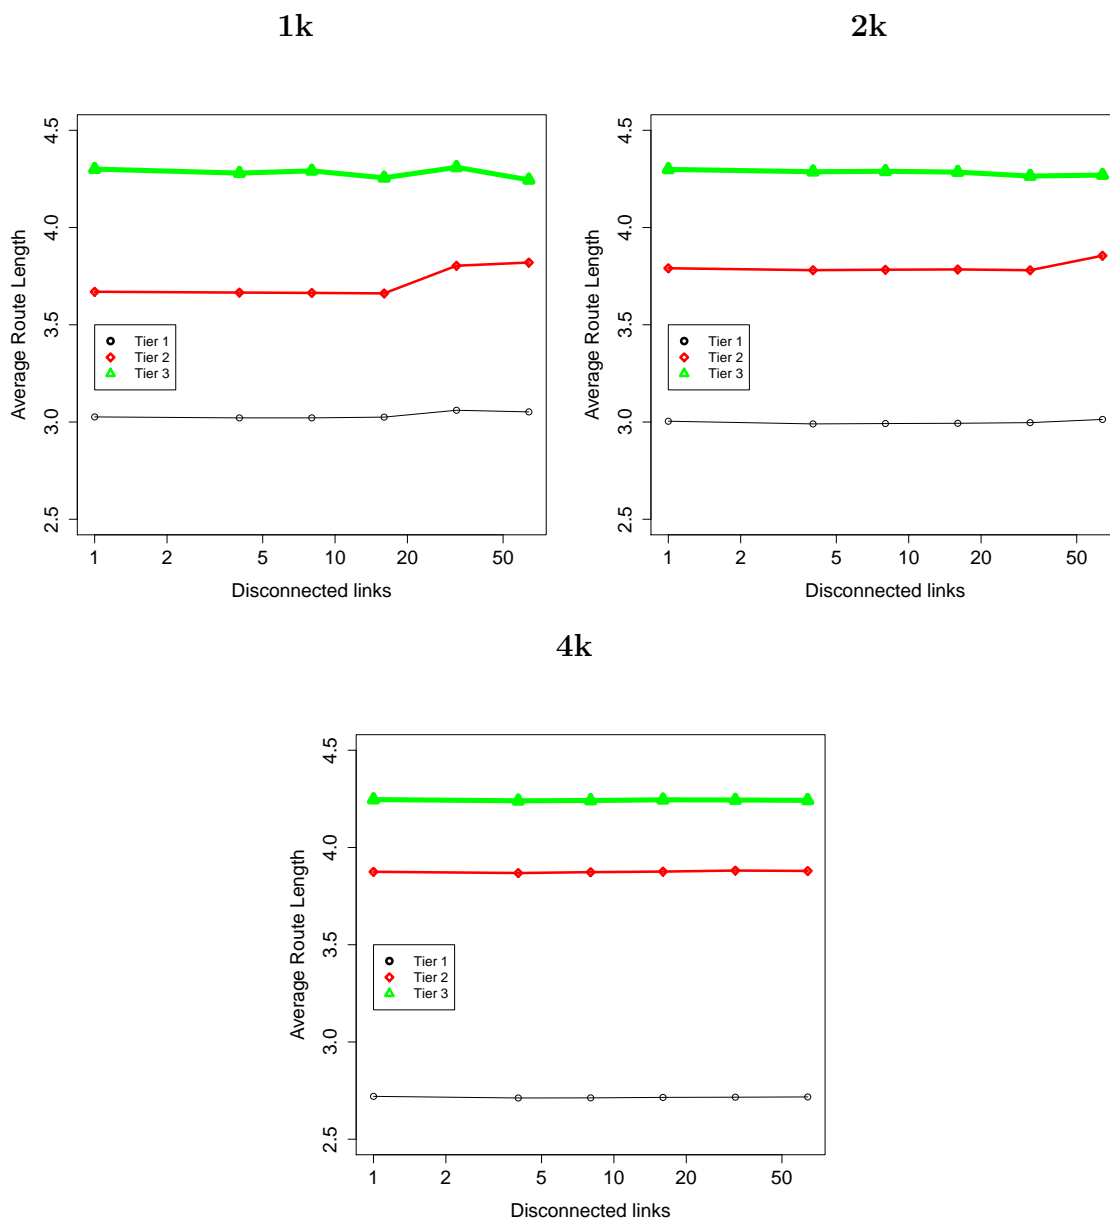 1k
4.5
4.0
3.5
3.0
2.5
Average Route Length
Tier 1
Tier 2
Tier 3
1 2 5 10 20 50
Disconnected links
2k
4.5
4.0
3.5
3.0
2.5
Average Route Length
Tier 1
Tier 2
Tier 3
1 2 5 10 20 50
Disconnected links
4k
4.5
4.0
3.5
3.0
2.5
Average Route Length
Tier 1
Tier 2
Tier 3
1 2 5 10 20 50
Disconnected links